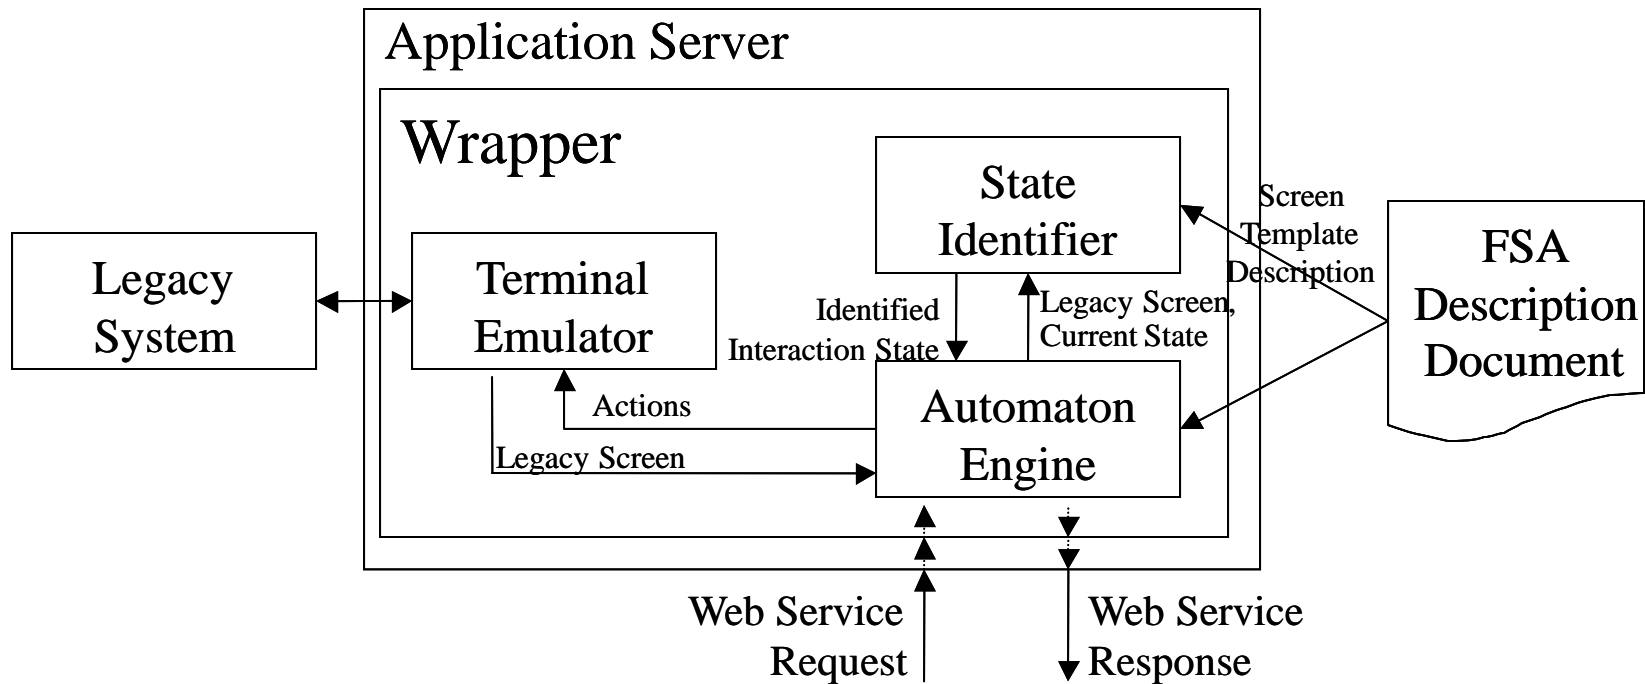 Application Server
Wrapper
State
Identifier
Screen
Template
Description
FSA
Description
Document
Legacy
System
Terminal
Emulator
Identified
Interaction State
Legacy Screen,
Current State
Actions
Legacy Screen
Automaton
Engine
Web Service
Request
Web Service
Response